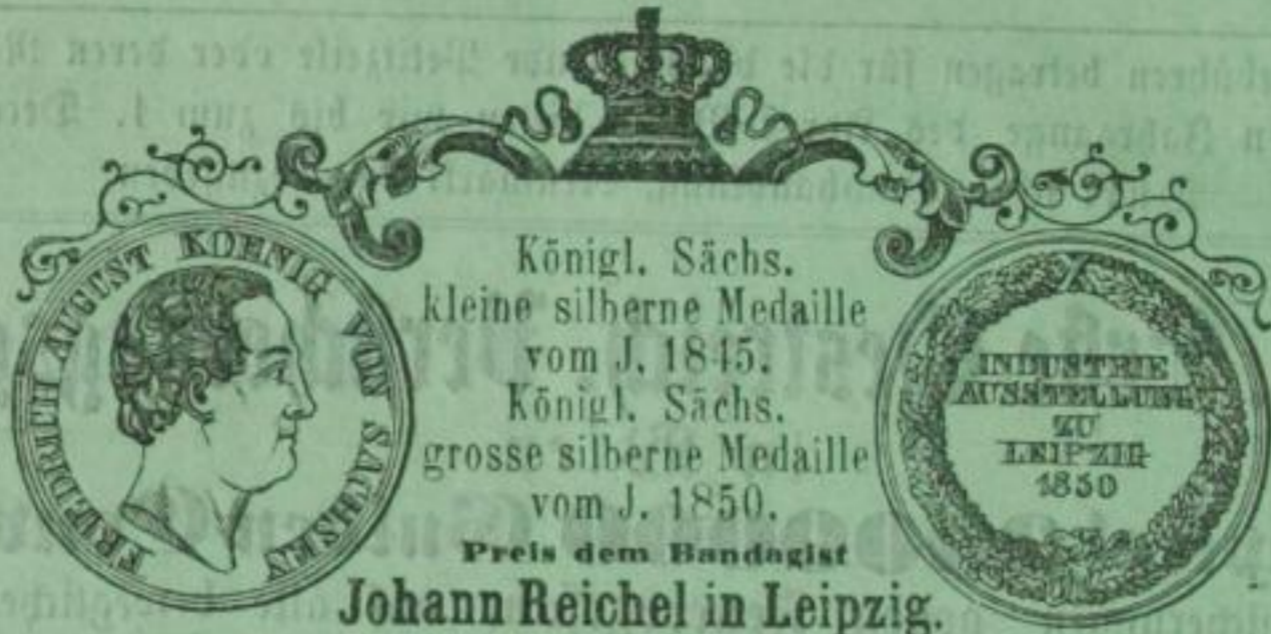 FRIEDRICH AUGUST KOENIG VON SACHSEN
Königl. Sächs.
kleine silberne Medaille
vom J. 1845.
Königl. Sächs.
grosse silberne Medaille
vom J. 1850.
Preis dem Bandagist
Johann Reichel in Leipzig.
INDUSTRIE
AUSSTELLUNG
ZU
LEIPZIG
1850